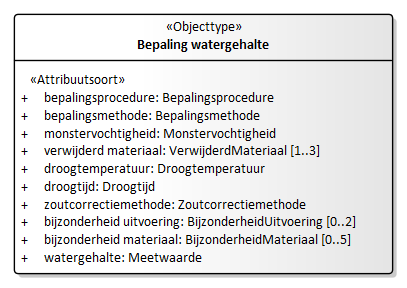 «Objecttype»
Bepaling watergehalte
«Attribuutsoort»
+ bepalingsprocedure: Bepalingsprocedure
+ bepalingsmethode: Bepalingsmethode
+ monstervochtigheid: Monstervochtigheid
+ verwijderd materiaal: VerwijderdMateriaal [1..3]
+ droogtemperatuur: Droogtemperatuur
+ droogtijd: Droogtijd
+ zoutcorrectiemethode: Zoutcorrectiemethode
+ bijzonderheid uitvoering: BijzonderheidUitvoering [0..2]
+ bijzonderheid materiaal: BijzonderheidMateriaal [0..5]
+ watergehalte: Meetwaarde